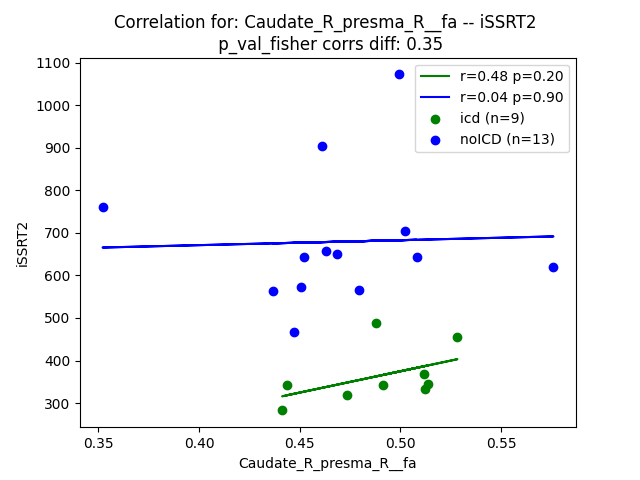 Correlation for: Caudate_R_presma_R__fa -- iSSRT2
p_val_fisher corrs diff: 0.35
r=0.48 p=0.20
r=0.04 p=0.90
icd (n=9)
noICD (n=13)
1100
1000
900
800
700
600
500
400
300
iSSRT2
0.35
0.40
0.45
0.50
0.55
Caudate_R_presma_R__fa